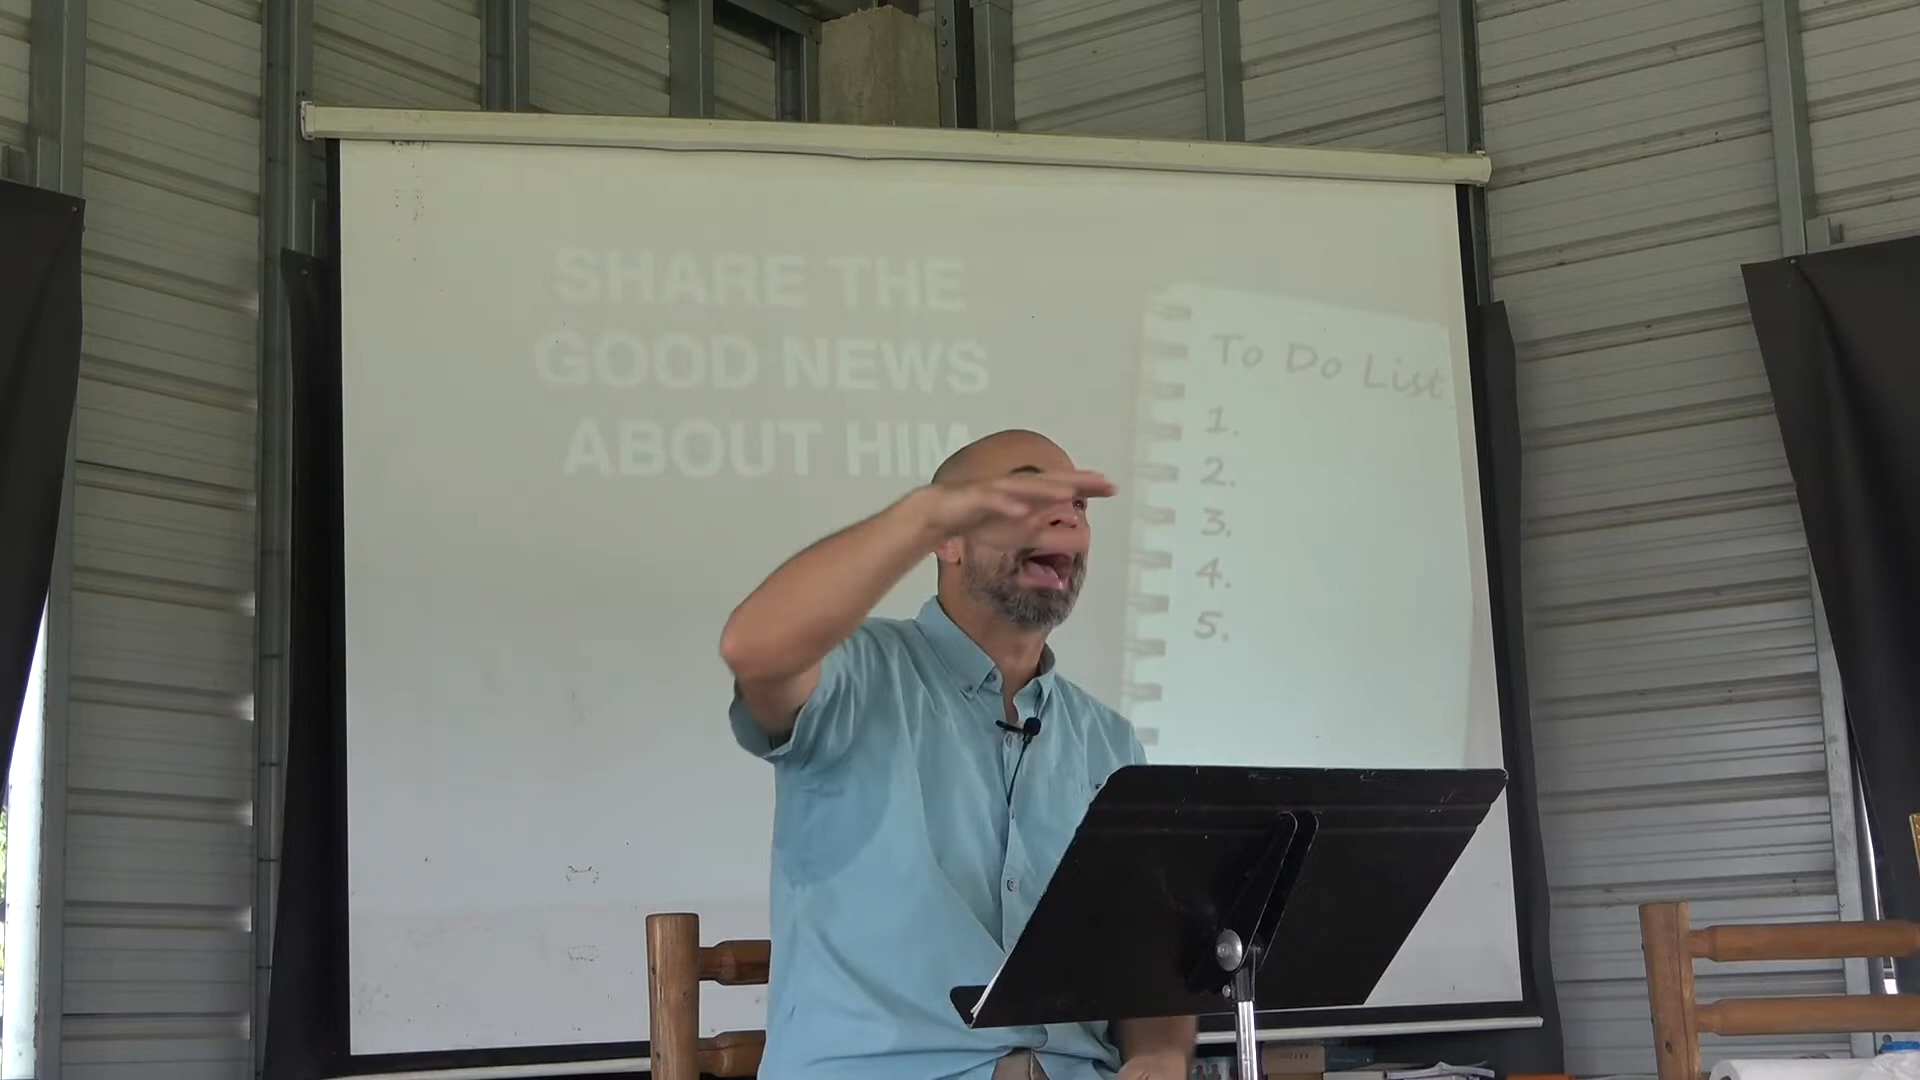 SHARE THE
GOOD NEWS
ABOUT HIM
To Do List
1.
2.
3.
4.
5.